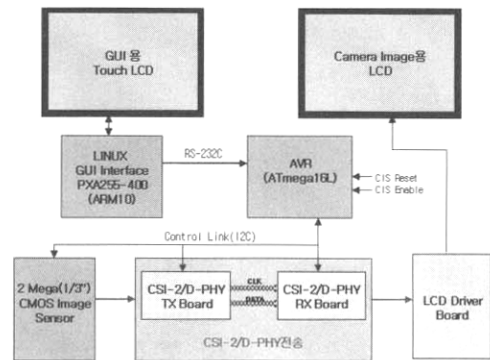 GUI 용
Touch LCD
Camera Image용
LCD
LINUX
GUI Interface
PXA255-400
(ARM10)
RS-232C
AVR
(ATmega16L)
CIS Reset
CIS Enable
Control Link(I2C)
2 Mega(1/3")
CMOS Image
Sensor
CSI-2/D-PHY
TX Board
CLK
DATA
CSI-2/D-PHY
RX Board
CSI-2/D-PHY전송
LCD Driver
Board